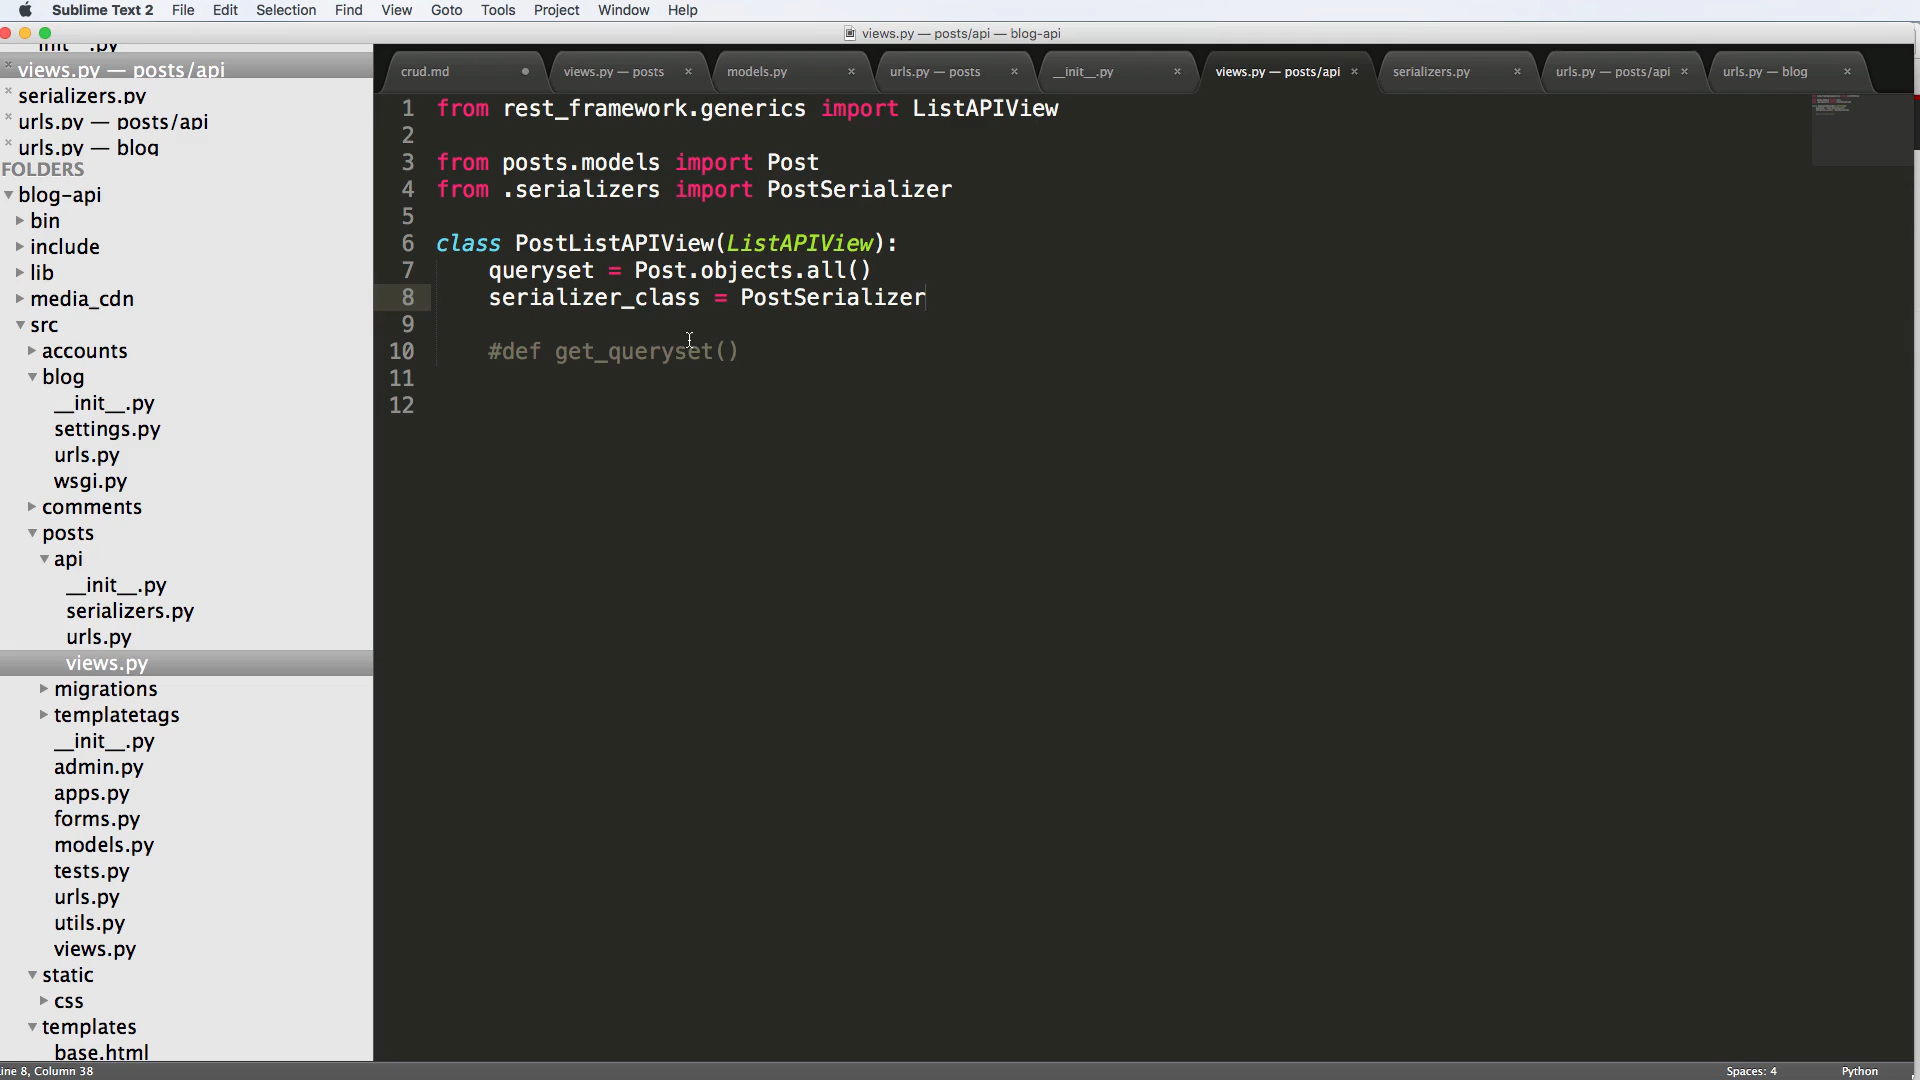 Sublime Text 2 File Edit Selection Find View Goto Tools Project Window Help
views.py — posts/api — blog-api
__init__.py
views.py — posts/api
serializers.py
urls.py — posts/api
urls.py — blog
FOLDERS
blog-api
bin
include
lib
media_cdn
src
accounts
blog
__init__.py
settings.py
urls.py
wsgi.py
comments
posts
api
__init__.py
serializers.py
urls.py
views.py
migrations
templatetags
__init__.py
admin.py
apps.py
forms.py
models.py
tests.py
urls.py
utils.py
views.py
static
css
templates
base.html
crud.md views.py — posts models.py urls.py — posts __init__.py views.py — posts/api serializers.py urls.py — posts/api urls.py — blog
1 from rest_framework.generics import ListAPIView
2
3 from posts.models import Post
4 from .serializers import PostSerializer
5
6 class PostListAPIView(ListAPIView):
7 queryset = Post.objects.all()
8 serializer_class = PostSerializer
9
10 #def get_queryset()
11
12
ine 8, Column 38 Spaces: 4 Python